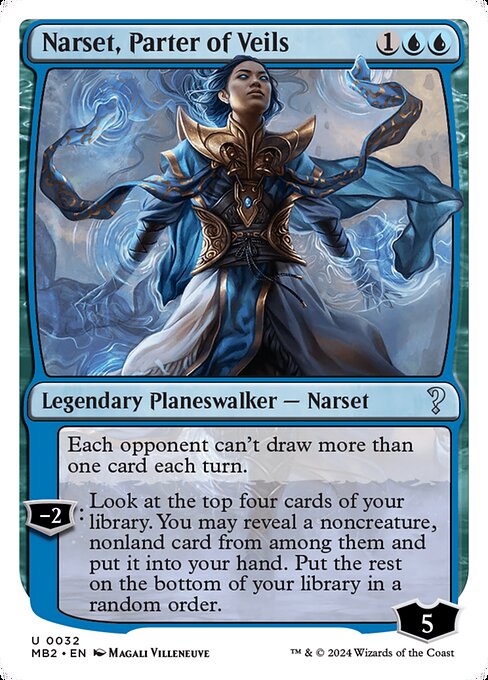 Narset, Parter of Veils 1
Legendary Planeswalker — Narset
Each opponent can't draw more than
one card each turn.
−2: Look at the top four cards of your
library. You may reveal a noncreature,
nonland card from among them and
put it into your hand. Put the rest
on the bottom of your library in a
random order.
5
U 0032
MB2 • EN Magali Villeneuve
™ & © 2024 Wizards of the Coast